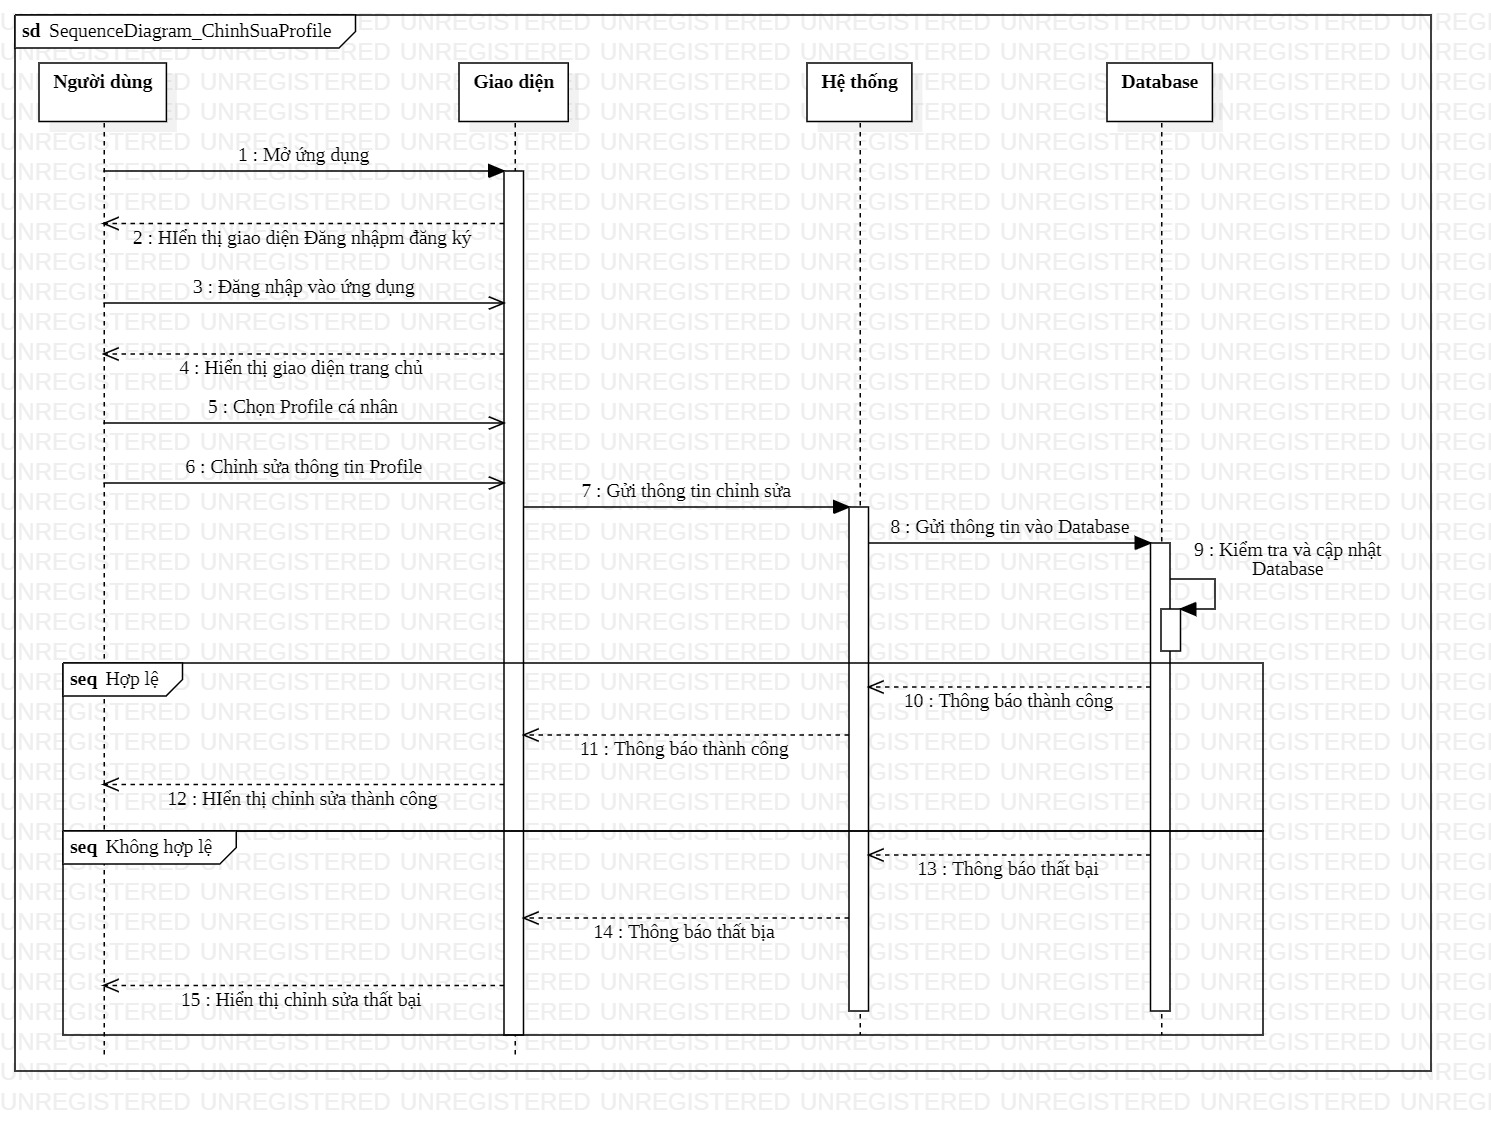 sd SequenceDiagram_ChinhSuaProfile
Người dùng
Giao diện
Hệ thống
Database
1 : Mở ứng dụng
2 : HIển thị giao diện Đăng nhậpm đăng ký
3 : Đăng nhập vào ứng dụng
4 : Hiển thị giao diện trang chủ
5 : Chọn Profile cá nhân
6 : Chỉnh sửa thông tin Profile
7 : Gửi thông tin chỉnh sửa
8 : Gửi thông tin vào Database
9 : Kiểm tra và cập nhật
Database
seq Hợp lệ
10 : Thông báo thành công
11 : Thông báo thành công
12 : HIển thị chỉnh sửa thành công
seq Không hợp lệ
13 : Thông báo thất bại
14 : Thông báo thất bịa
15 : Hiển thị chỉnh sửa thất bại
UNREGISTERED